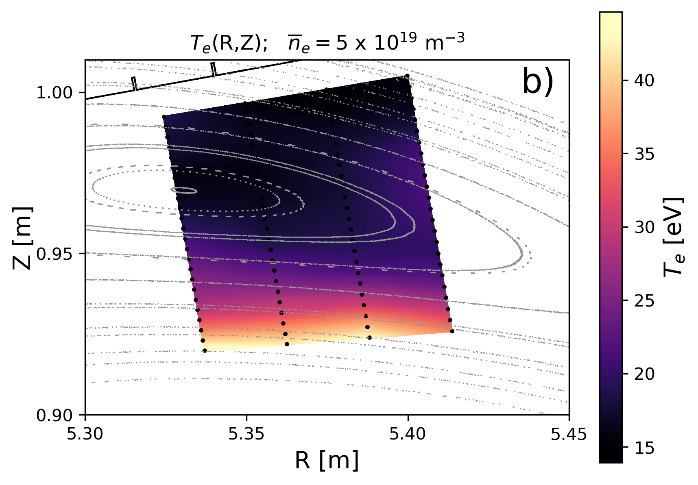 T_e(R,Z);   n̅_e = 5 x 10^19 m^−3
b)
1.00
0.95
0.90
Z [m]
5.30 5.35 5.40 5.45
R [m]
40
35
30
25
20
15
T_e [eV]